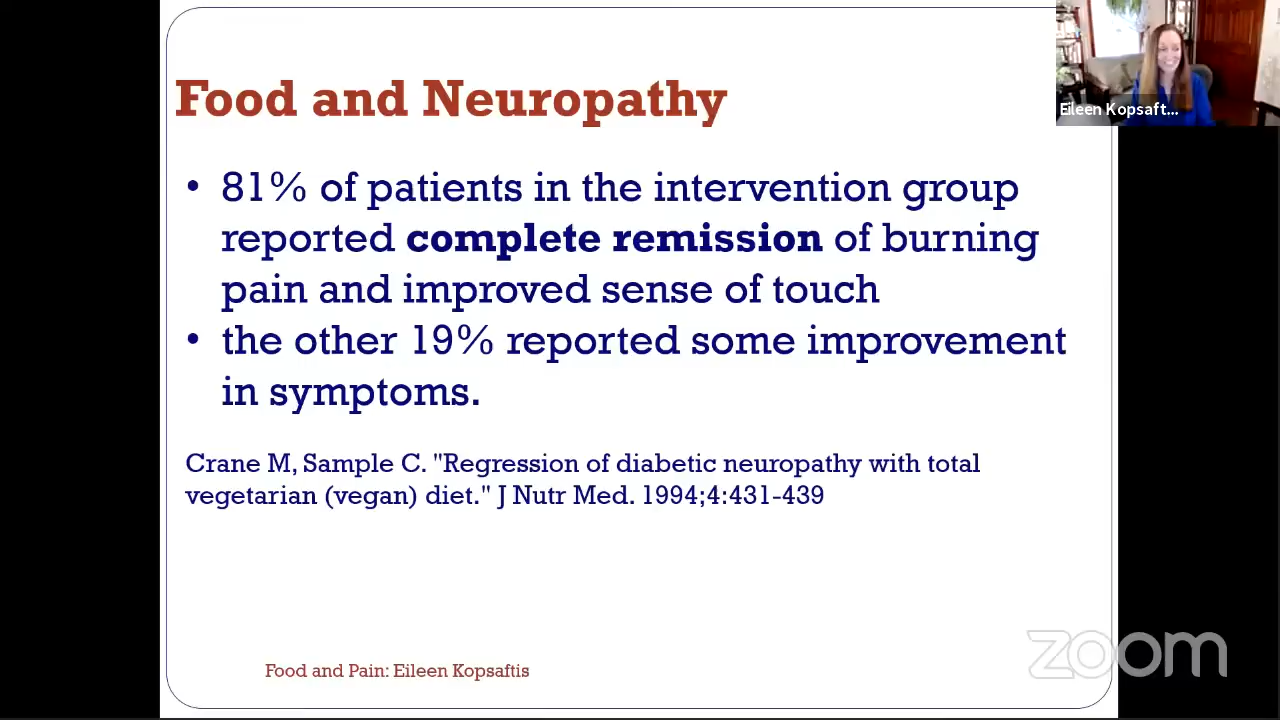 Food and Neuropathy
Eileen Kopsaft...
• 81% of patients in the intervention group
reported complete remission of burning
pain and improved sense of touch
• the other 19% reported some improvement
in symptoms.
Crane M, Sample C. "Regression of diabetic neuropathy with total
vegetarian (vegan) diet." J Nutr Med. 1994;4:431-439
Food and Pain: Eileen Kopsaftis
zoom